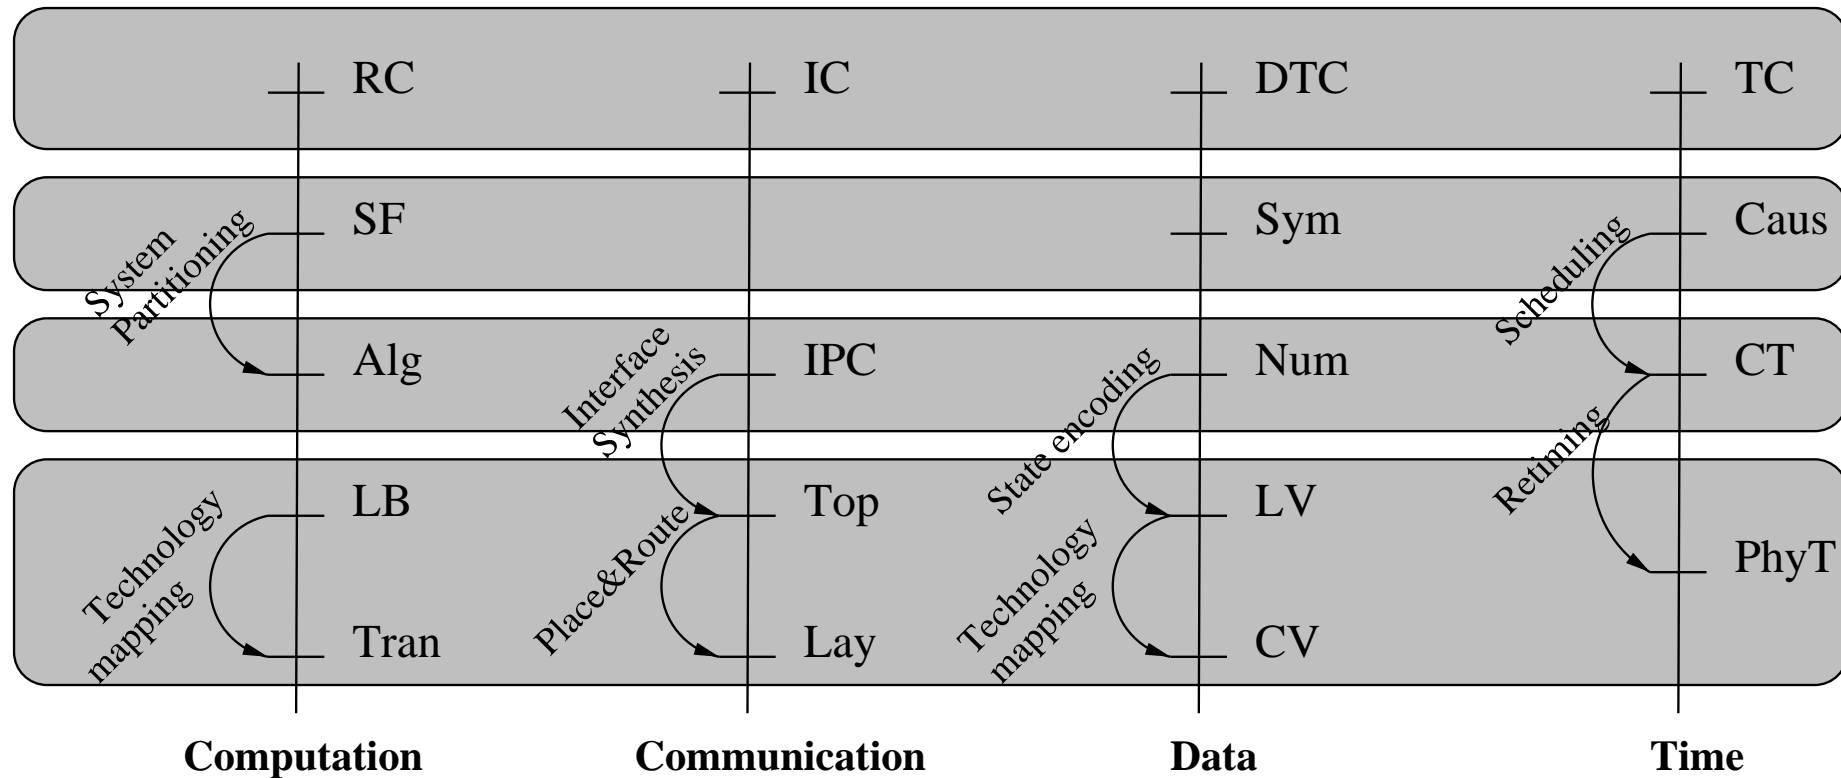 RC
IC
DTC
TC
SF
Sym
Caus
System
Partitioning
Scheduling
Alg
IPC
Num
CT
Interface
Synthesis
State encoding
Retiming
LB
Top
LV
PhyT
Technology
mapping
Place&Route
Technology
mapping
Tran
Lay
CV
Computation
Communication
Data
Time